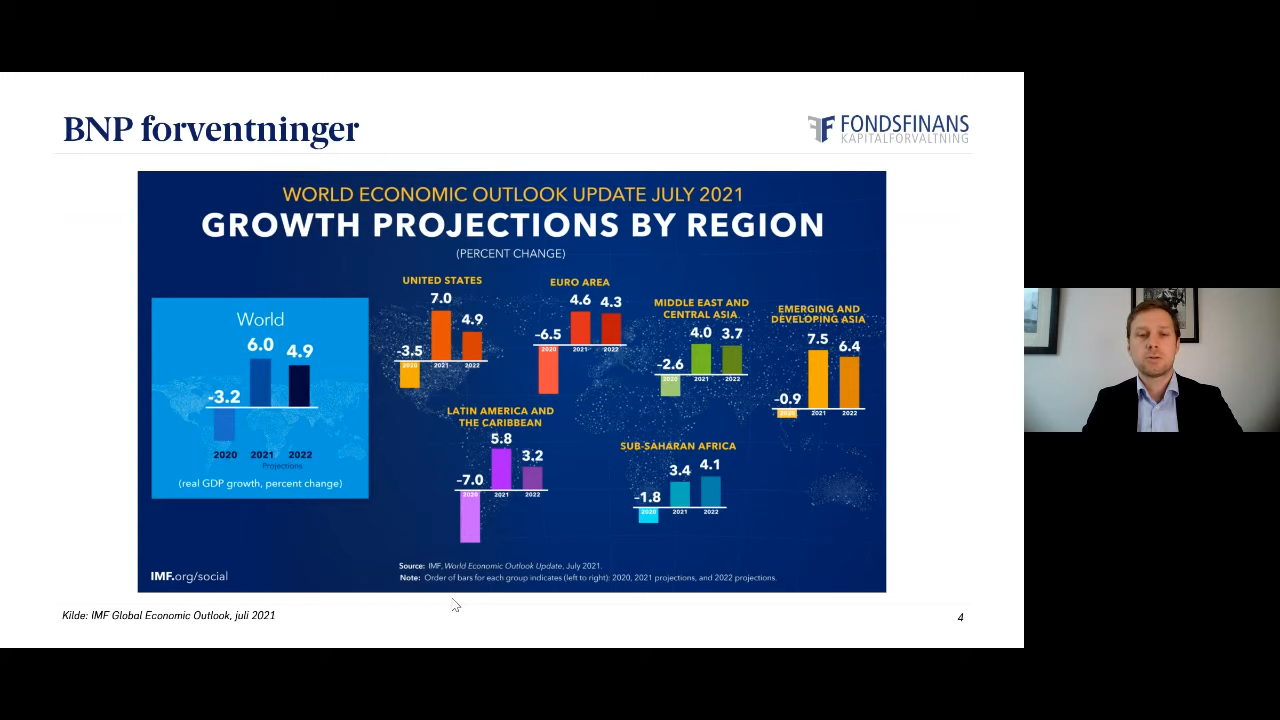 BNP forventninger
FONDSFINANS
KAPITALFORVALTNING
WORLD ECONOMIC OUTLOOK UPDATE JULY 2021
GROWTH PROJECTIONS BY REGION
(PERCENT CHANGE)
World
-3.2
6.0
4.9
2020
2021
2022
Projections
(real GDP growth, percent change)
UNITED STATES
-3.5
7.0
4.9
2020
2021
2022
EURO AREA
-6.5
4.6
4.3
2020
2021
2022
MIDDLE EAST AND
CENTRAL ASIA
-2.6
4.0
3.7
2020
2021
2022
EMERGING AND
DEVELOPING ASIA
-0.9
7.5
6.4
2020
2021
2022
LATIN AMERICA AND
THE CARIBBEAN
-7.0
5.8
3.2
2020
2021
2022
SUB-SAHARAN AFRICA
-1.8
3.4
4.1
2020
2021
2022
IMF.org/social
Source: IMF, World Economic Outlook Update, July 2021.
Note: Order of bars for each group indicates (left to right): 2020, 2021 projections, and 2022 projections.
Kilde: IMF Global Economic Outlook, juli 2021
4